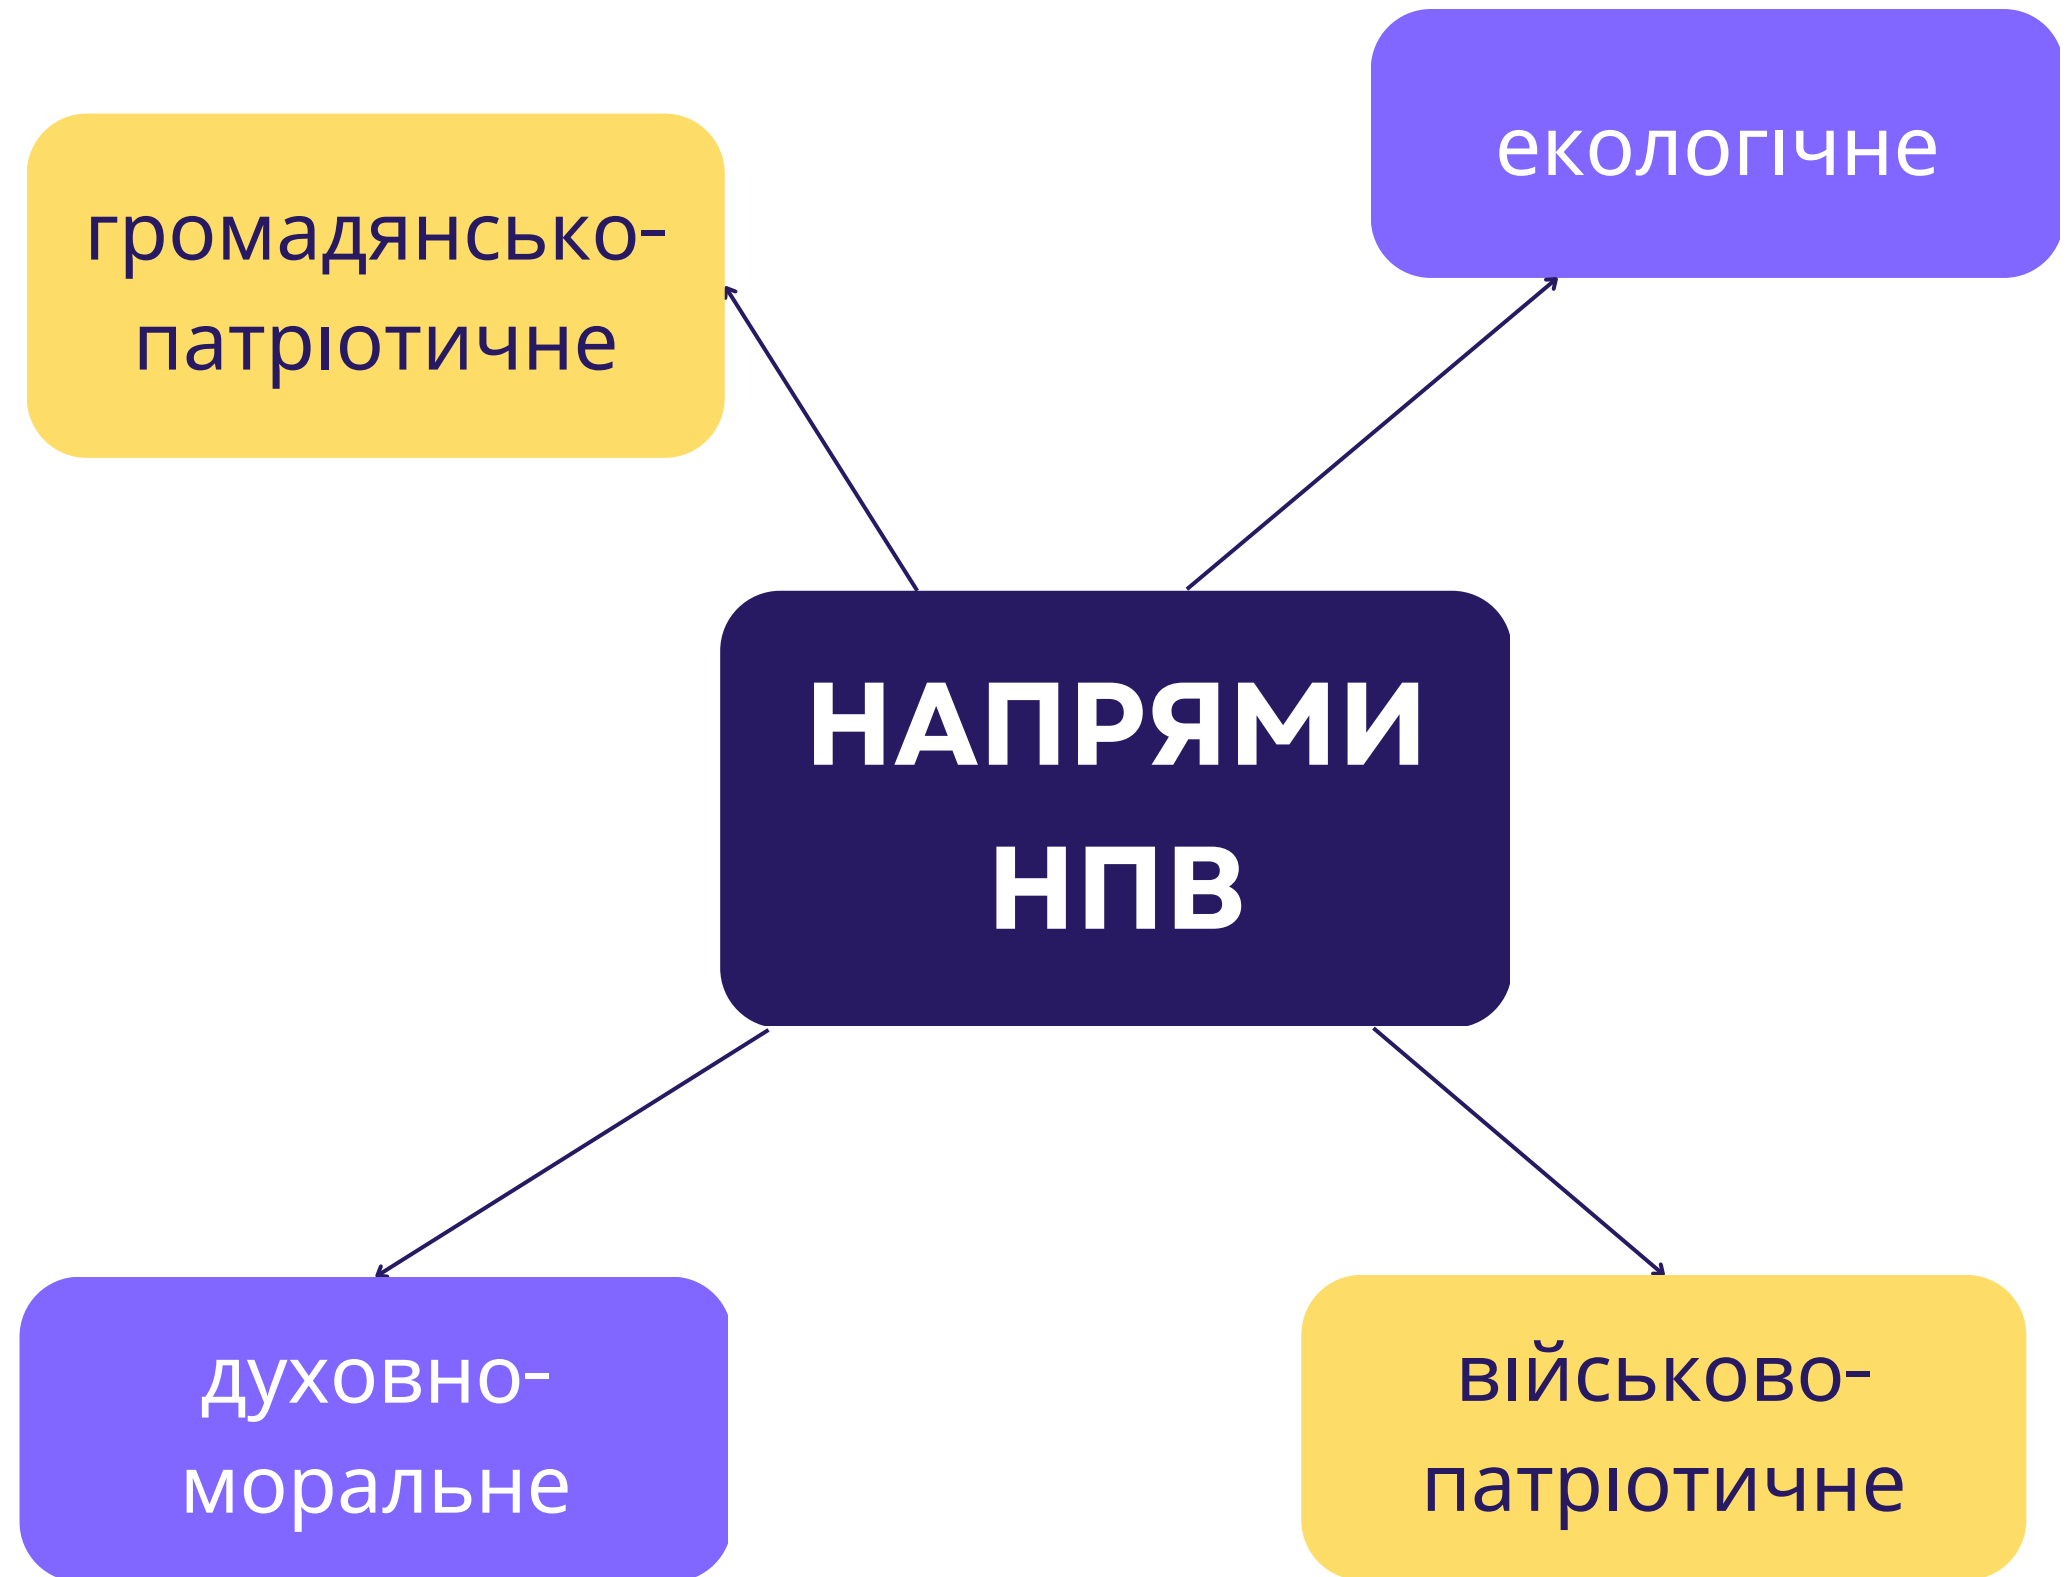 екологічне
громадянсько-
патріотичне
НАПРЯМИ
НПВ
духовно-
моральне
військово-
патріотичне